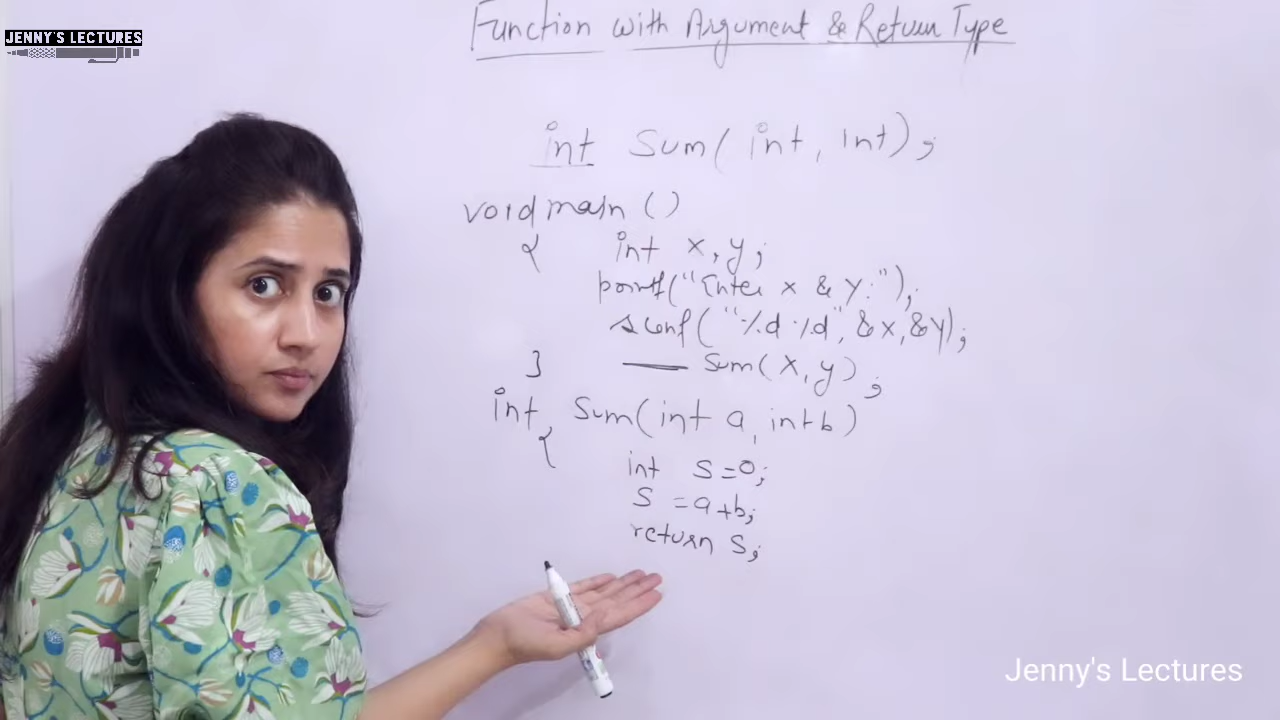 JENNY'S LECTURES
Function with Argument & Return Type
int Sum( int, int);
void main ()
{ int x, y;
printf("Enter x & y:");
scanf("%d %d", &x, &y);
} Sum(x, y);
int Sum(int a, int b)
{
int S=0;
S = a+b;
return S;
Jenny's Lectures